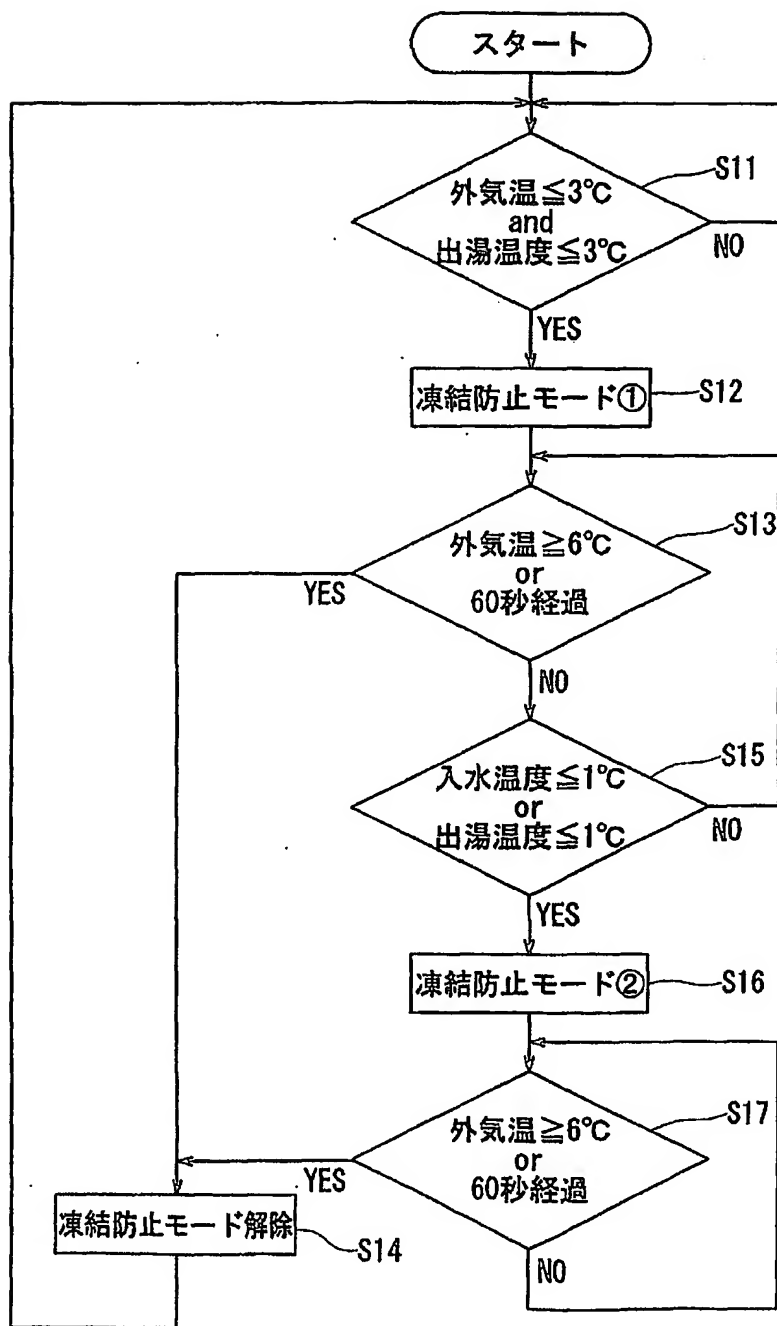 スタート
外気温≦3℃
and
出湯温度≦3℃
S11
NO
YES
凍結防止モード①
S12
外気温≧6℃
or
60秒経過
S13
YES
NO
入水温度≦1℃
or
出湯温度≦1℃
S15
NO
YES
凍結防止モード②
S16
外気温≧6℃
or
60秒経過
S17
YES
凍結防止モード解除
S14
NO